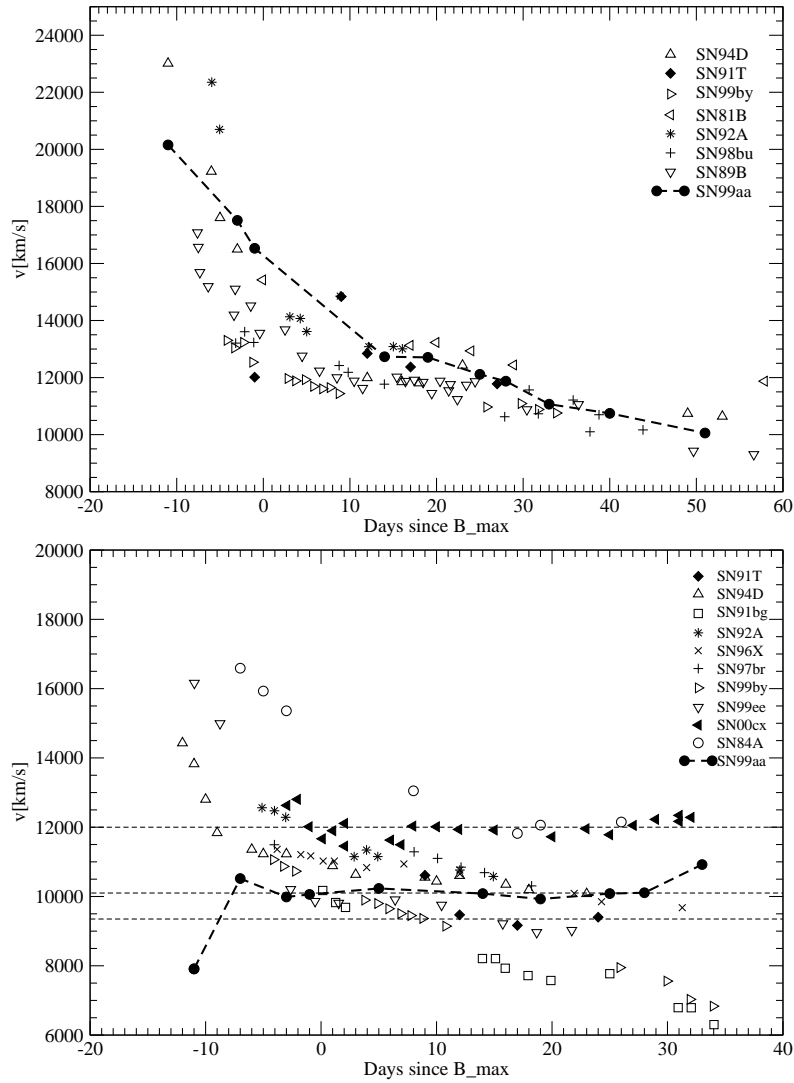 24000
22000
20000
18000
16000
14000
12000
10000
8000
v[km/s]
SN94D
SN91T
SN99by
SN81B
SN92A
SN98bu
SN89B
SN99aa
-20 -10 0 10 20 30 40 50 60
Days since B_max
20000
18000
16000
14000
12000
10000
8000
6000
v[km/s]
SN91T
SN94D
SN91bg
SN92A
SN96X
SN97br
SN99by
SN99ee
SN00cx
SN84A
SN99aa
-20 -10 0 10 20 30 40
Days since B_max